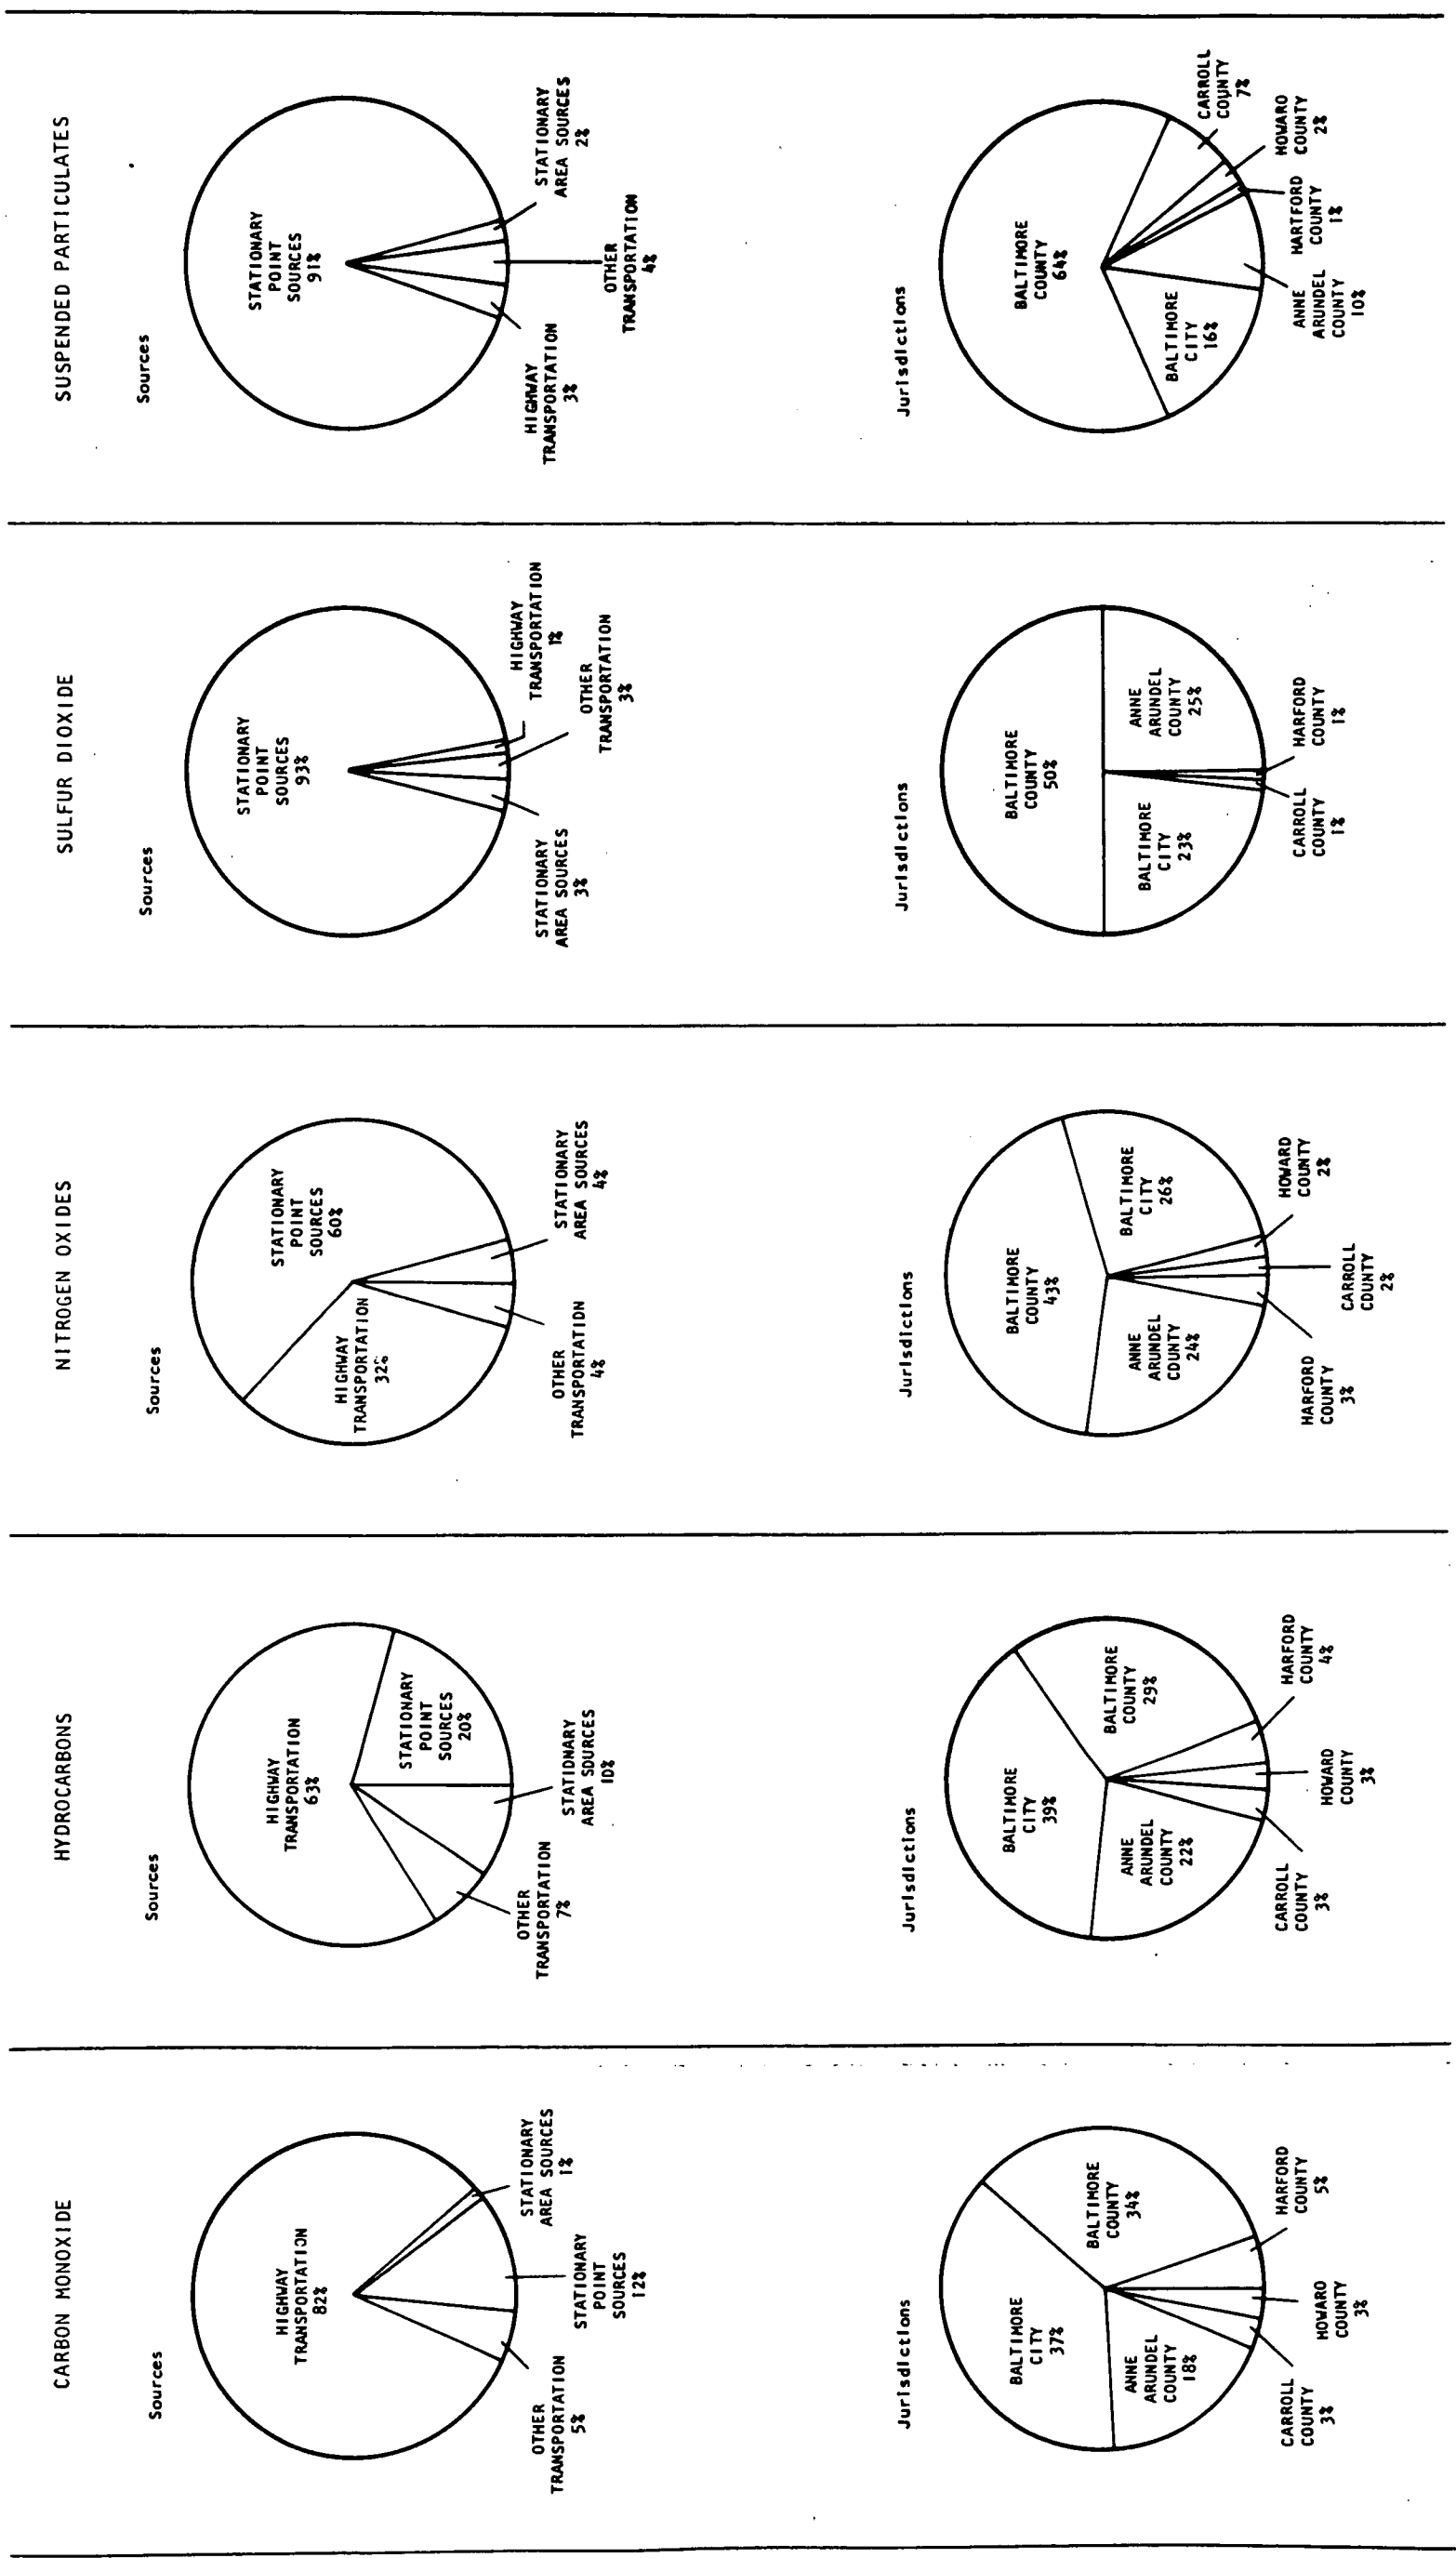 CARBON MONOXIDE
Sources
HIGHWAY
TRANSPORTATION
82%
STATIONARY
AREA SOURCES
1%
STATIONARY
POINT
SOURCES
12%
OTHER
TRANSPORTATION
5%
Jurisdictions
BALTIMORE
CITY
37%
BALTIMORE
COUNTY
34%
ANNE
ARUNDEL
COUNTY
18%
HARFORD
COUNTY
5%
HOWARD
COUNTY
3%
CARROLL
COUNTY
3%
HYDROCARBONS
Sources
HIGHWAY
TRANSPORTATION
63%
STATIONARY
POINT
SOURCES
20%
STATIONARY
AREA SOURCES
10%
OTHER
TRANSPORTATION
7%
Jurisdictions
BALTIMORE
CITY
39%
BALTIMORE
COUNTY
29%
ANNE
ARUNDEL
COUNTY
22%
HARFORD
COUNTY
4%
HOWARD
COUNTY
3%
CARROLL
COUNTY
3%
NITROGEN OXIDES
Sources
STATIONARY
POINT
SOURCES
60%
HIGHWAY
TRANSPORTATION
32%
STATIONARY
AREA SOURCES
4%
OTHER
TRANSPORTATION
4%
Jurisdictions
BALTIMORE
COUNTY
43%
BALTIMORE
CITY
26%
ANNE
ARUNDEL
COUNTY
24%
HOWARD
COUNTY
2%
CARROLL
COUNTY
2%
HARFORD
COUNTY
3%
SULFUR DIOXIDE
Sources
STATIONARY
POINT
SOURCES
93%
HIGHWAY
TRANSPORTATION
1%
OTHER
TRANSPORTATION
3%
STATIONARY
AREA SOURCES
3%
Jurisdictions
BALTIMORE
COUNTY
50%
ANNE
ARUNDEL
COUNTY
25%
BALTIMORE
CITY
23%
HARFORD
COUNTY
1%
CARROLL
COUNTY
1%
SUSPENDED PARTICULATES
Sources
STATIONARY
POINT
SOURCES
91%
STATIONARY
AREA SOURCES
2%
OTHER
TRANSPORTATION
4%
HIGHWAY
TRANSPORTATION
3%
Jurisdictions
BALTIMORE
COUNTY
64%
CARROLL
COUNTY
7%
HOWARD
COUNTY
2%
HARTFORD
COUNTY
1%
ANNE
ARUNDEL
COUNTY
10%
BALTIMORE
CITY
16%